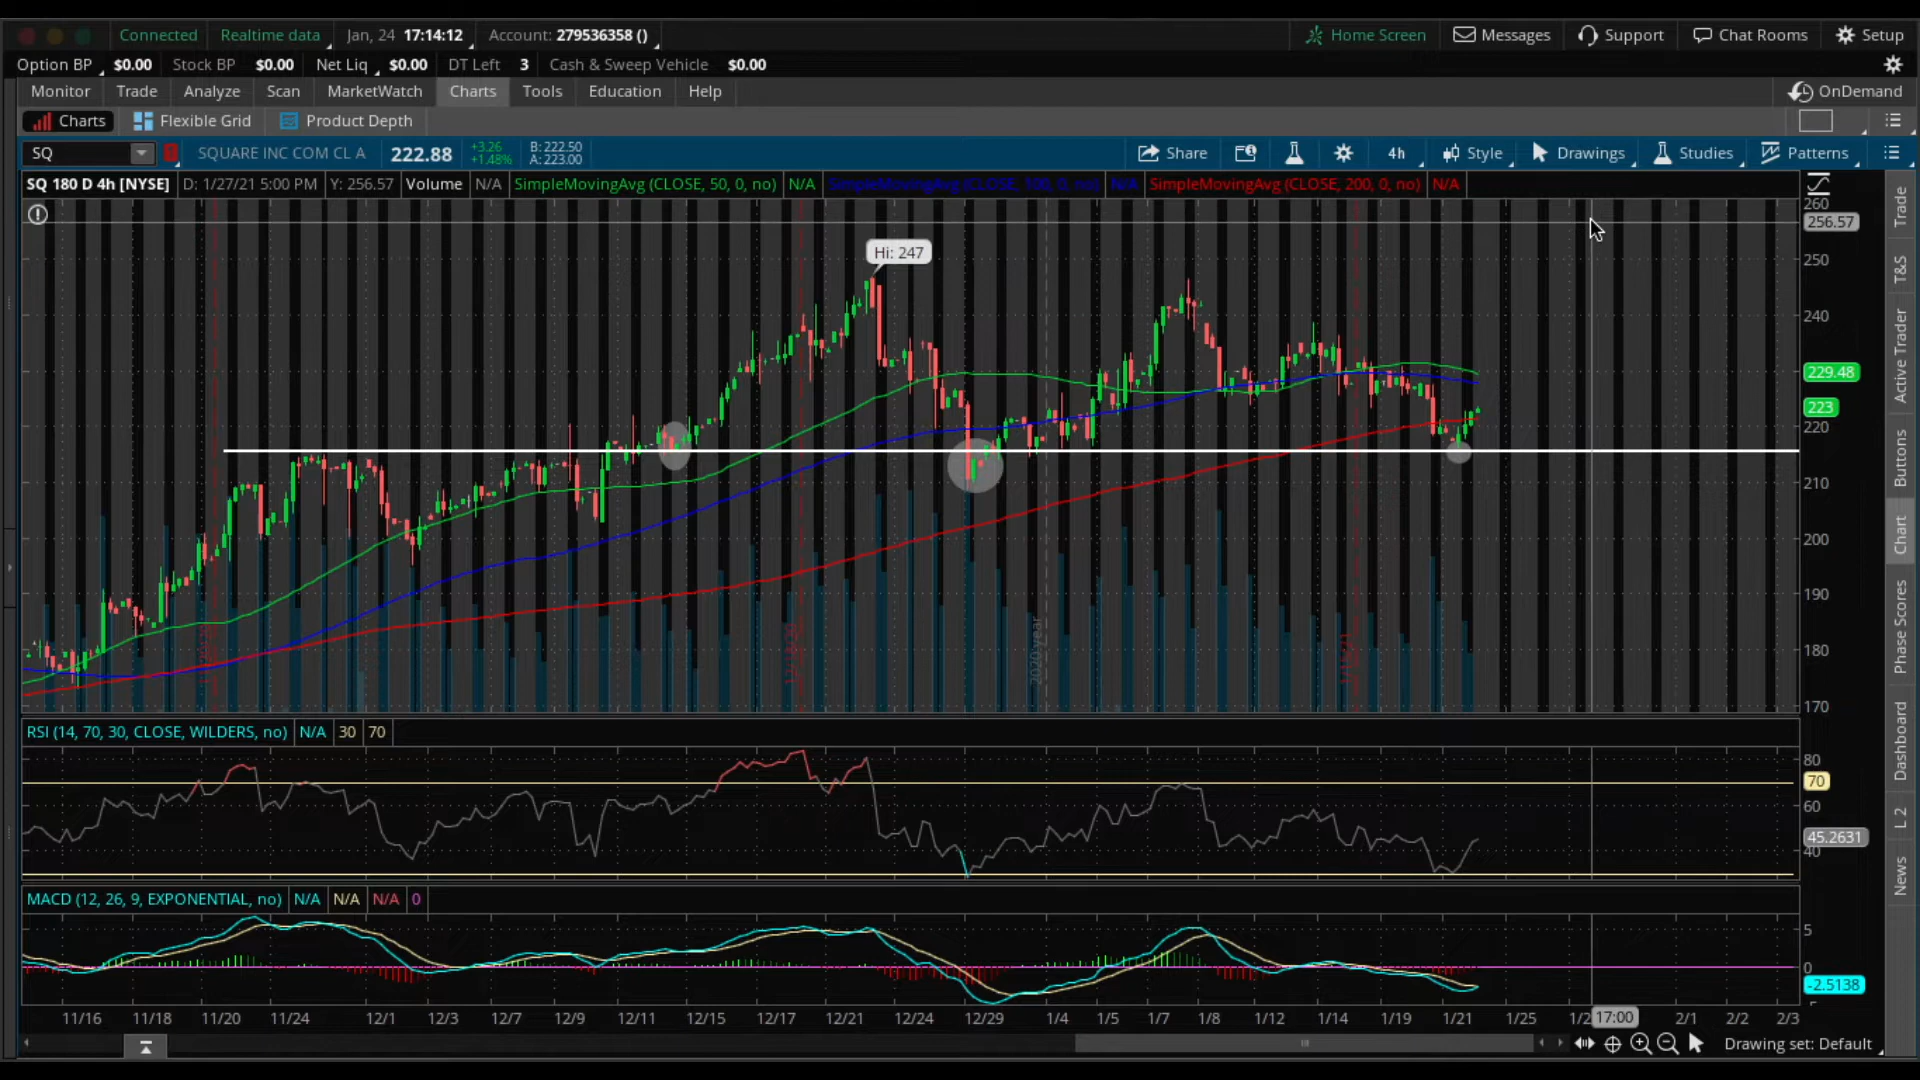 Connected Realtime data Jan, 24 17:14:12 Account: 279536358 () Home Screen Messages Support Chat Rooms Setup
Option BP $0.00 Stock BP $0.00 Net Liq $0.00 DT Left 3 Cash & Sweep Vehicle $0.00
Monitor Trade Analyze Scan MarketWatch Charts Tools Education Help OnDemand
Charts Flexible Grid Product Depth
SQ SQUARE INC COM CL A 222.88 +3.26 +1.48% B: 222.50 A: 223.00 Share 4h Style Drawings Studies Patterns
SQ 180 D 4h [NYSE] D: 1/27/21 5:00 PM Y: 256.57 Volume N/A SimpleMovingAvg (CLOSE, 50, 0, no) N/A SimpleMovingAvg (CLOSE, 100, 0, no) N/A SimpleMovingAvg (CLOSE, 200, 0, no) N/A
260
256.57
Hi: 247
250
240
229.48
223
220
210
200
190
180
170
2020 year
RSI (14, 70, 30, CLOSE, WILDERS, no) N/A 30 70
80
70
60
45.2631
40
MACD (12, 26, 9, EXPONENTIAL, no) N/A N/A N/A 0
5
0
-2.5138
11/16 11/18 11/20 11/24 12/1 12/3 12/7 12/9 12/11 12/15 12/17 12/21 12/24 12/29 1/4 1/5 1/7 1/8 1/12 1/14 1/19 1/21 1/25 17:00 2/1 2/2 2/3
Drawing set: Default
Trade
T&S
Active Trader
Buttons
Chart
Phase Scores
Dashboard
L 2
News